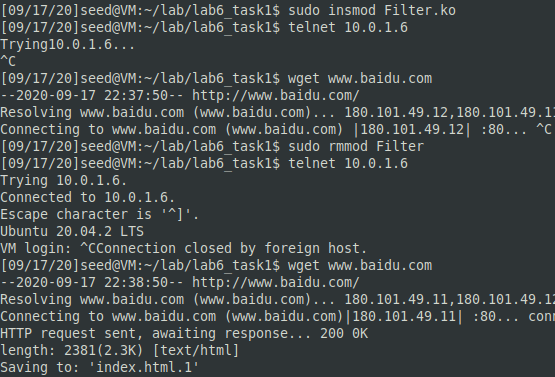 [09/17/20]seed@VM:~/lab/lab6_task1$ sudo insmod Filter.ko
[09/17/20]seed@VM:~/lab/lab6_task1$ telnet 10.0.1.6
Trying10.0.1.6...
^C
[09/17/20]seed@VM:~/lab/lab6_task1$ wget www.baidu.com
--2020-09-17 22:37:50-- http://www.baidu.com/
Resolving www.baidu.com (www.baidu.com)... 180.101.49.12,180.101.49.11
Connecting to www.baidu.com (www.baidu.com) |180.101.49.12| :80... ^C
[09/17/20]seed@VM:~/lab/lab6_task1$ sudo rmmod Filter
[09/17/20]seed@VM:~/lab/lab6_task1$ telnet 10.0.1.6
Trying 10.0.1.6.
Connected to 10.0.1.6.
Escape character is '^]'.
Ubuntu 20.04.2 LTS
VM login: ^CConnection closed by foreign host.
[09/17/20]seed@VM:~/lab/lab6_task1$ wget www.baidu.com
--2020-09-17 22:38:50-- http://www.baidu.com/
Resolving www.baidu.com (www.baidu.com)... 180.101.49.11,180.101.49.12
Connecting to www.baidu.com (www.baidu.com)|180.101.49.11| :80... conn
HTTP request sent, awaiting response... 200 0K
length: 2381(2.3K) [text/html]
Saving to: 'index.html.1'